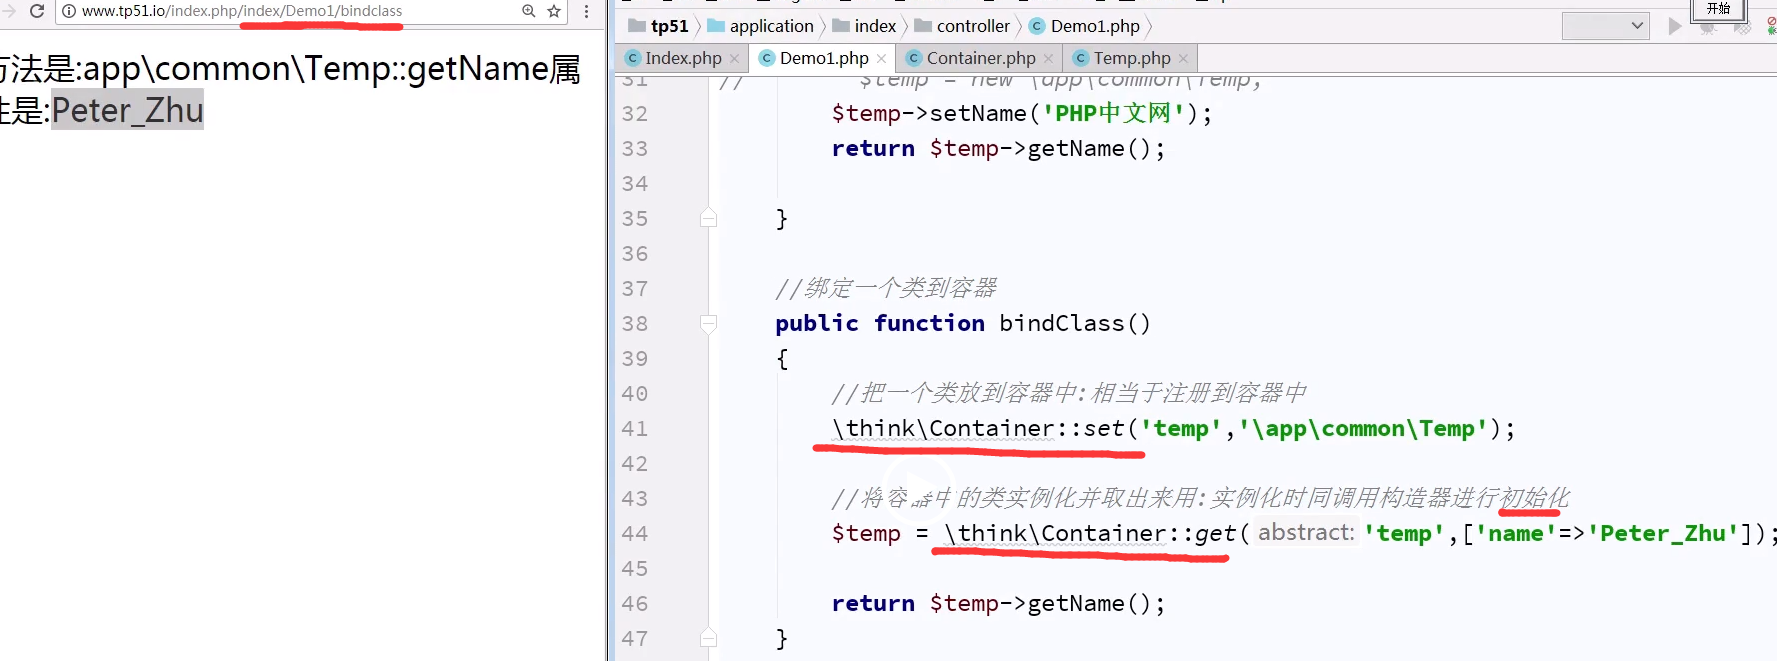 www.tp51.io/index.php/index/Demo1/bindclass
方法是:app\common\Temp::getName属
性是:Peter_Zhu
开始
tp51 application index controller Demo1.php
Index.php Demo1.php Container.php Temp.php
31 // $temp = new \app\common\Temp;
32 $temp->setName('PHP中文网');
33 return $temp->getName();
34
35 }
36
37 //绑定一个类到容器
38 public function bindClass()
39 {
40 //把一个类放到容器中:相当于注册到容器中
41 \think\Container::set('temp','\app\common\Temp');
42
43 //将容器中的类实例化并取出来用:实例化时同调用构造器进行初始化
44 $temp = \think\Container::get( abstract: 'temp',['name'=>'Peter_Zhu']);
45
46 return $temp->getName();
47 }